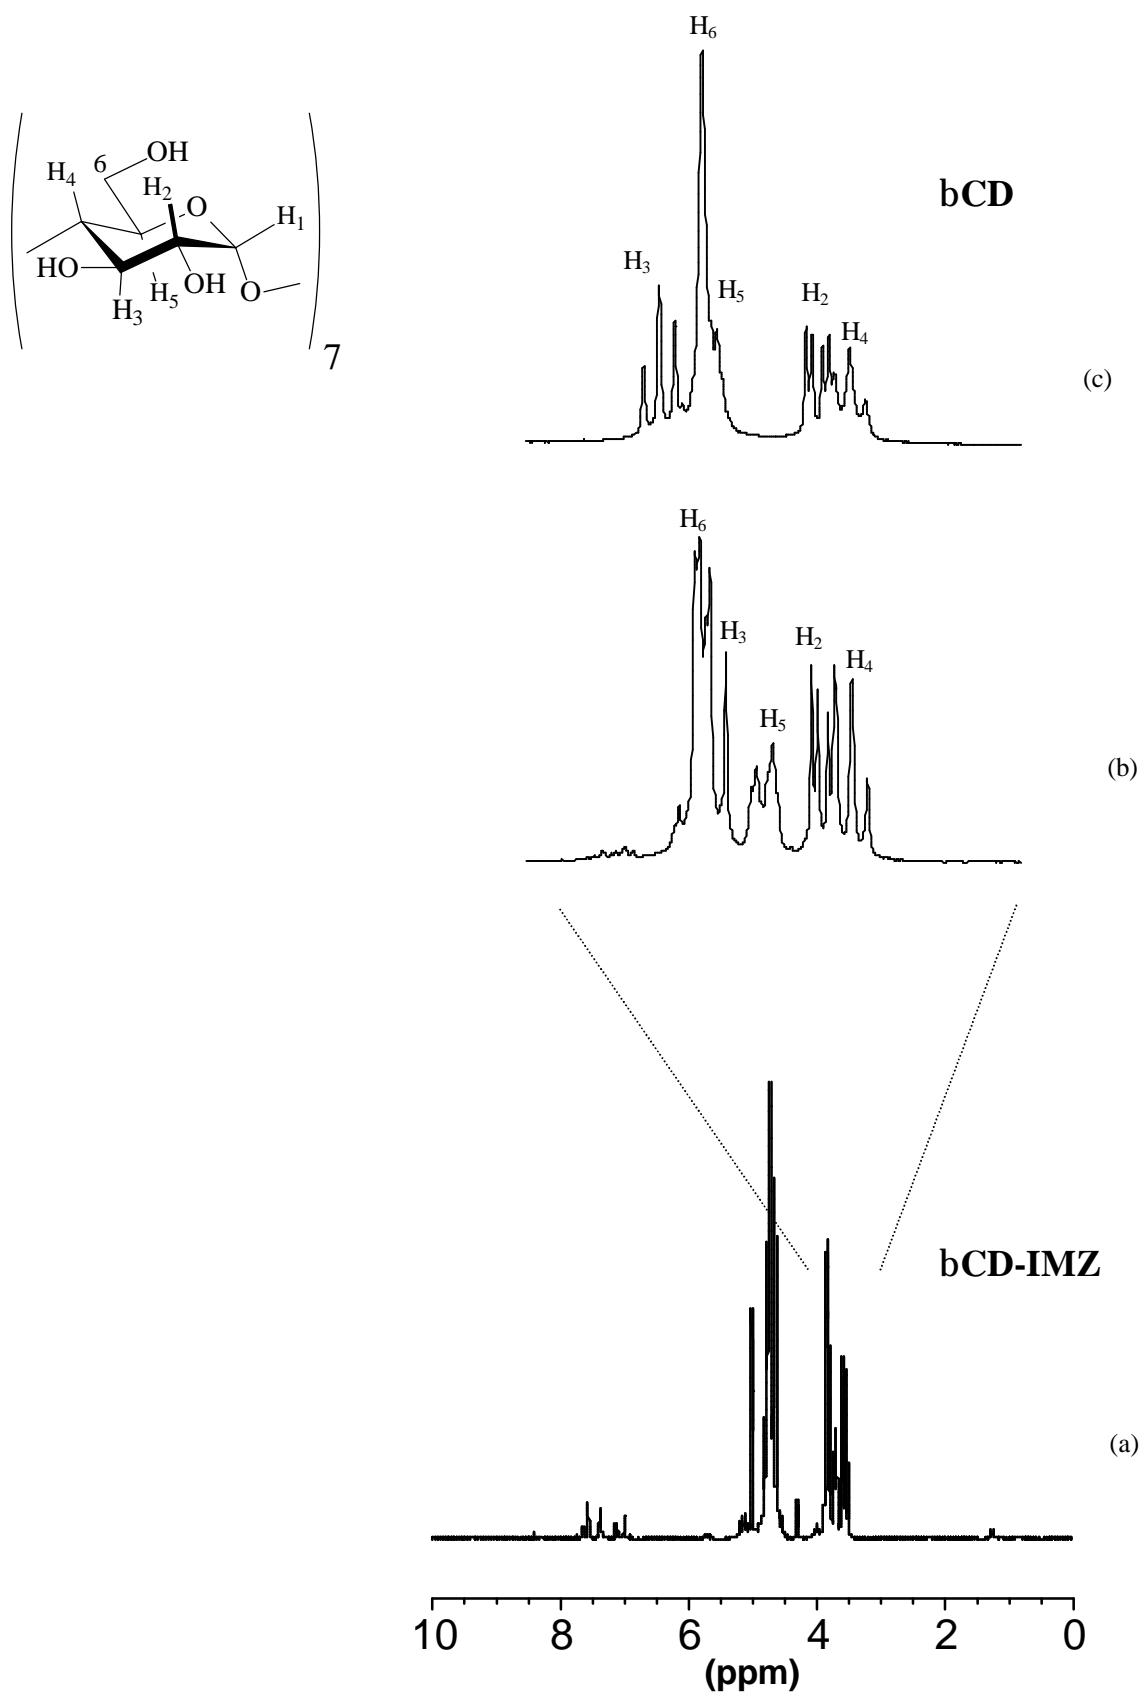 H₆
bCD
6
OH
H₄
H₂
O
H₁
HO
H₅
OH
O
H₃
7
H₃
H₅
H₂
H₄
(c)
H₆
H₃
H₂
H₄
H₅
(b)
bCD-IMZ
(a)
10 8 6 4 2 0
(ppm)